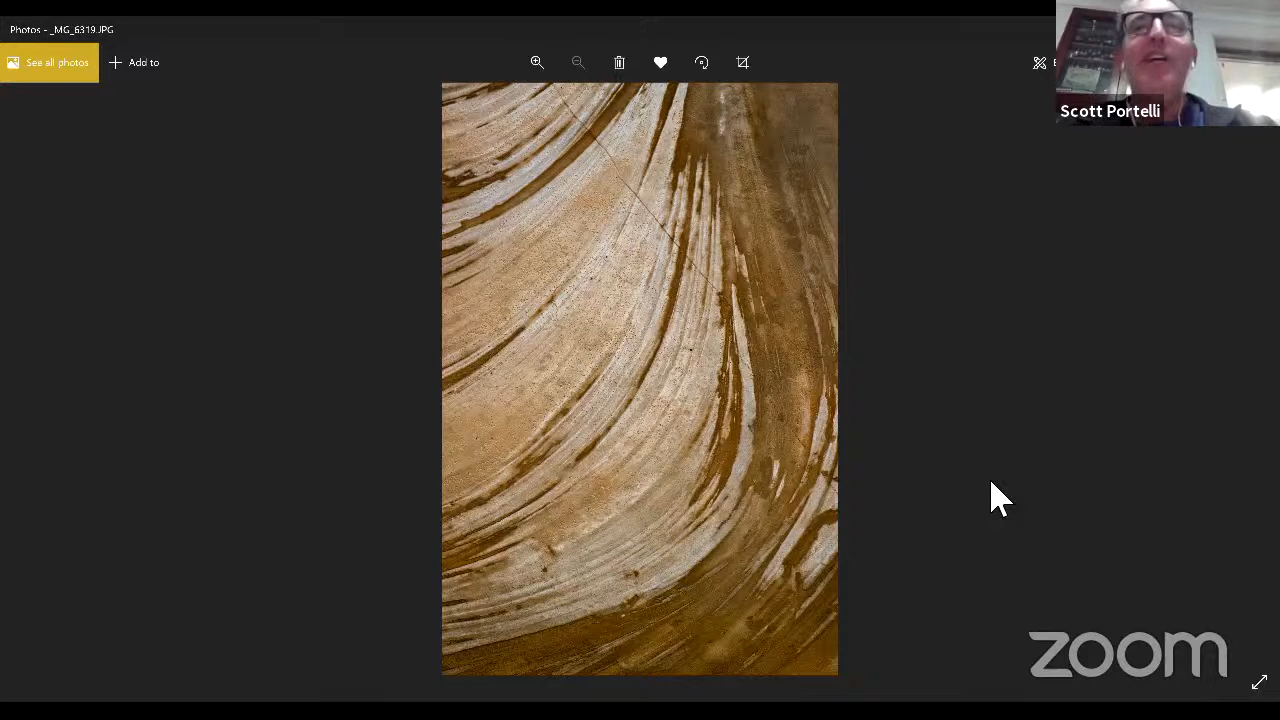 Photos - _MG_6319.JPG
See all photos
Add to
Scott Portelli
zoom